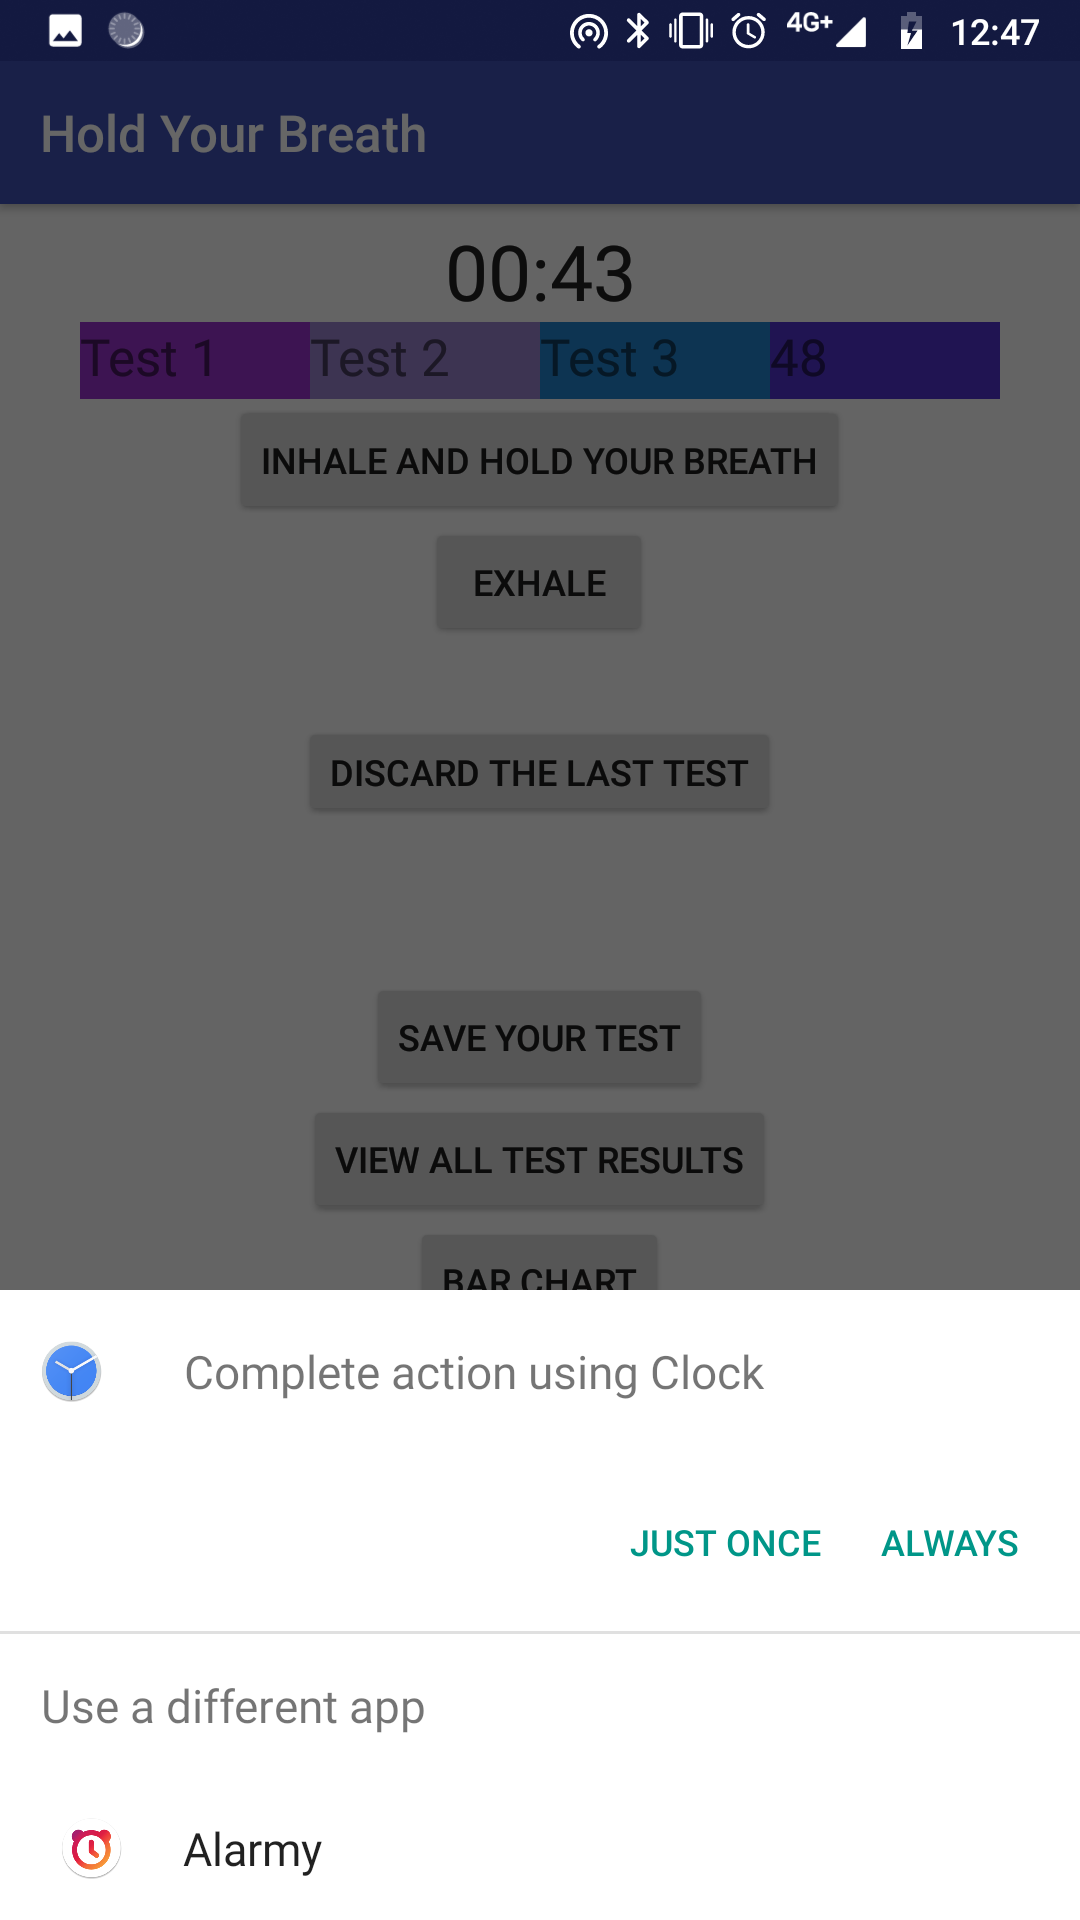 4G+ 12:47
Hold Your Breath
00:43
Test 1 Test 2 Test 3 48
INHALE AND HOLD YOUR BREATH
EXHALE
DISCARD THE LAST TEST
SAVE YOUR TEST
VIEW ALL TEST RESULTS
BAR CHART
Complete action using Clock
JUST ONCE ALWAYS
Use a different app
Alarmy